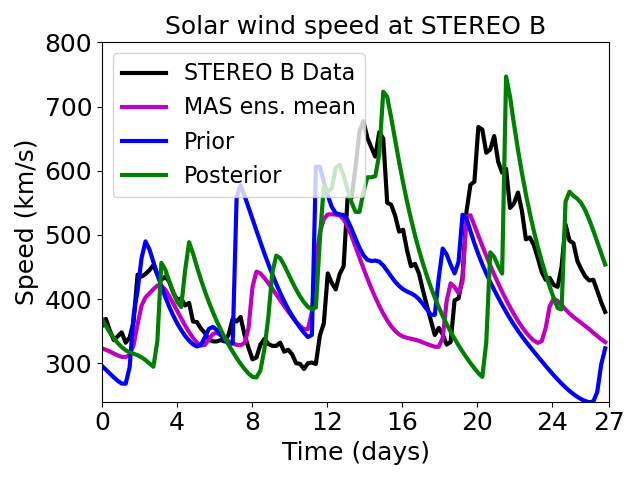 Solar wind speed at STEREO B
800
700
600
500
400
300
Speed (km/s)
STEREO B Data
MAS ens. mean
Prior
Posterior
0 4 8 12 16 20 24 27
Time (days)